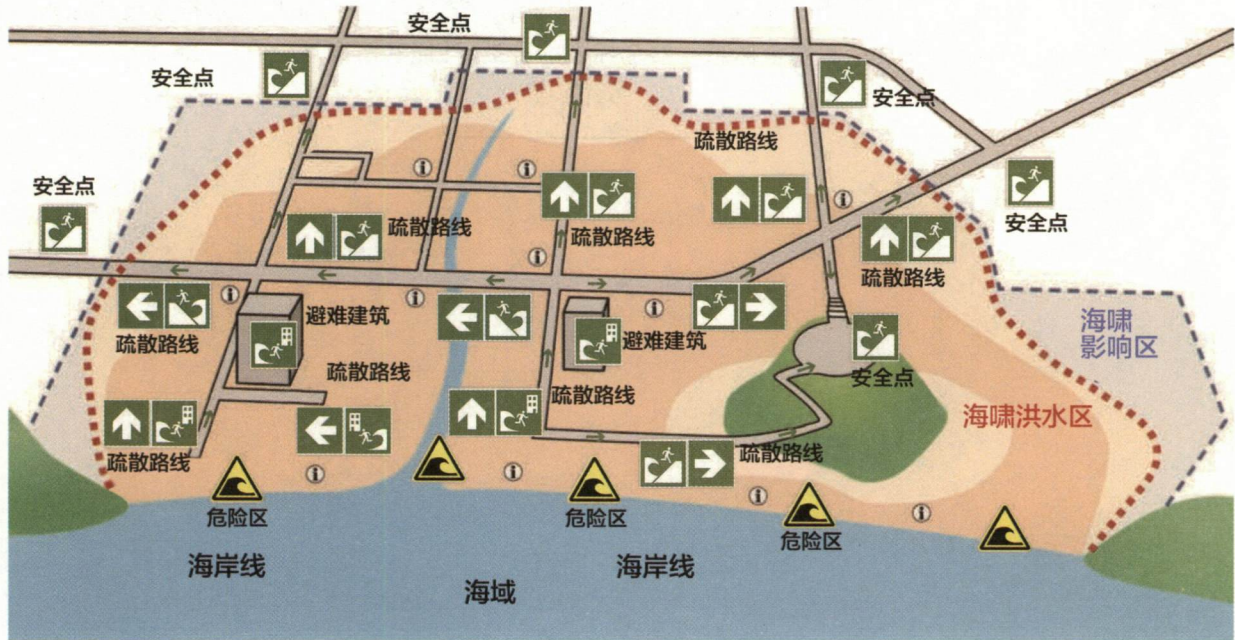 安全点
安全点
安全点
疏散路线
安全点
安全点
疏散路线
疏散路线
疏散路线
避难建筑
避难建筑
疏散路线
海啸
影响区
疏散路线
安全点
疏散路线
海啸洪水区
疏散路线
疏散路线
危险区
危险区
危险区
海岸线
海岸线
海域